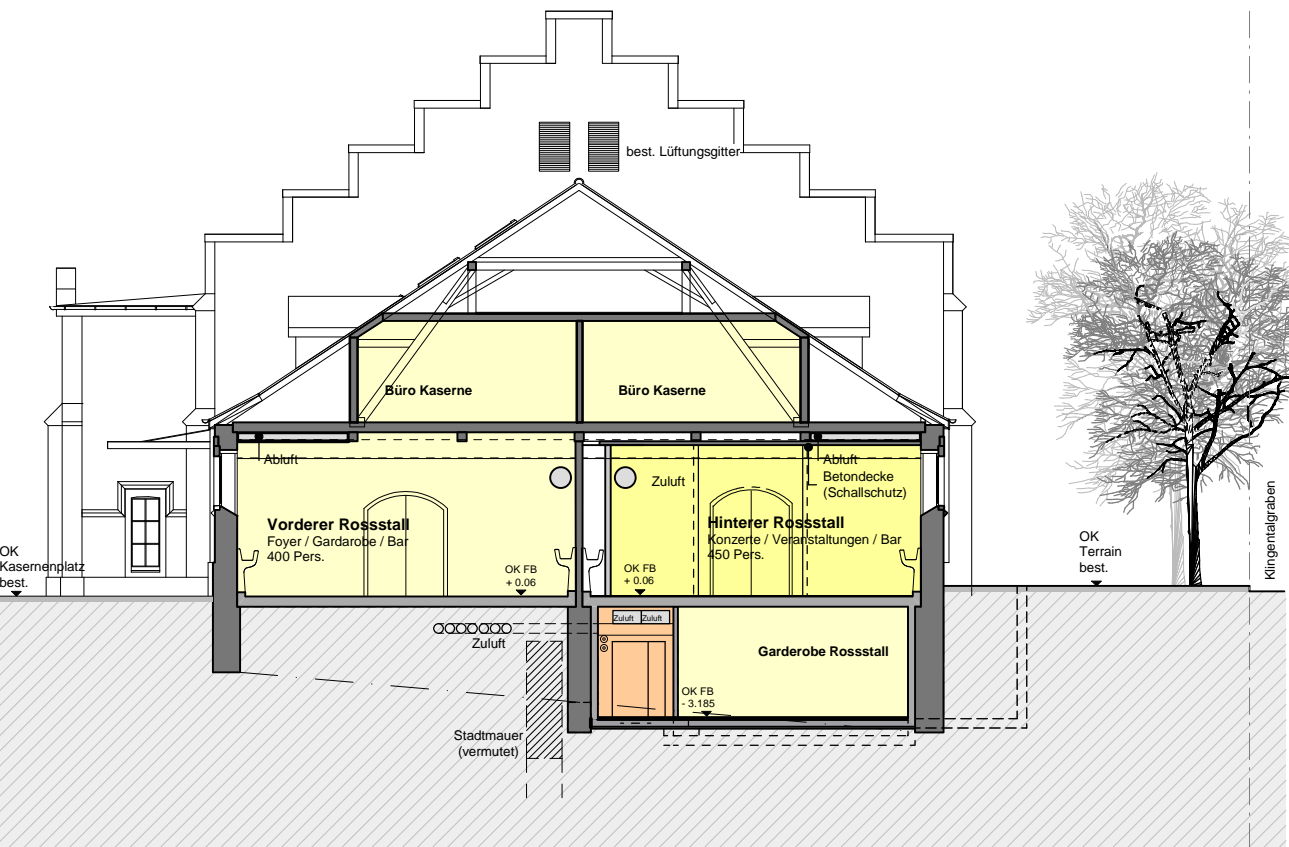 best. Lüftungsgitter
Büro Kaserne
Büro Kaserne
Abluft
Zuluft
Abluft
Betondecke
(Schallschutz)
Vorderer Rossstall
Foyer / Gardarobe / Bar
400 Pers.
Hinterer Rossstall
Konzerte / Veranstaltungen / Bar
450 Pers.
OK
Kasernenplatz
best.
OK FB
+ 0.06
OK FB
+ 0.06
OK
Terrain
best.
Klingentalgraben
Zuluft
Zuluft
Zuluft
Garderobe Rossstall
OK FB
- 3.185
Stadtmauer
(vermutet)